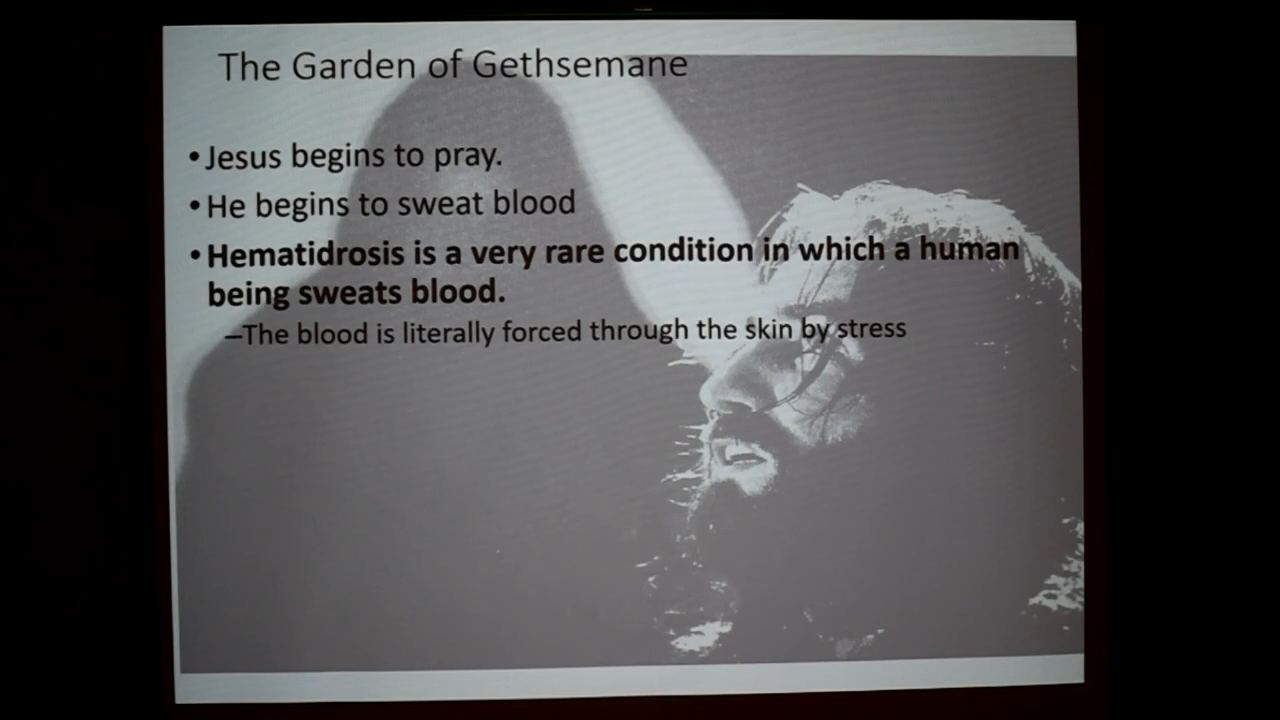 The Garden of Gethsemane
•Jesus begins to pray.
•He begins to sweat blood
•Hematidrosis is a very rare condition in which a human
being sweats blood.
–The blood is literally forced through the skin by stress